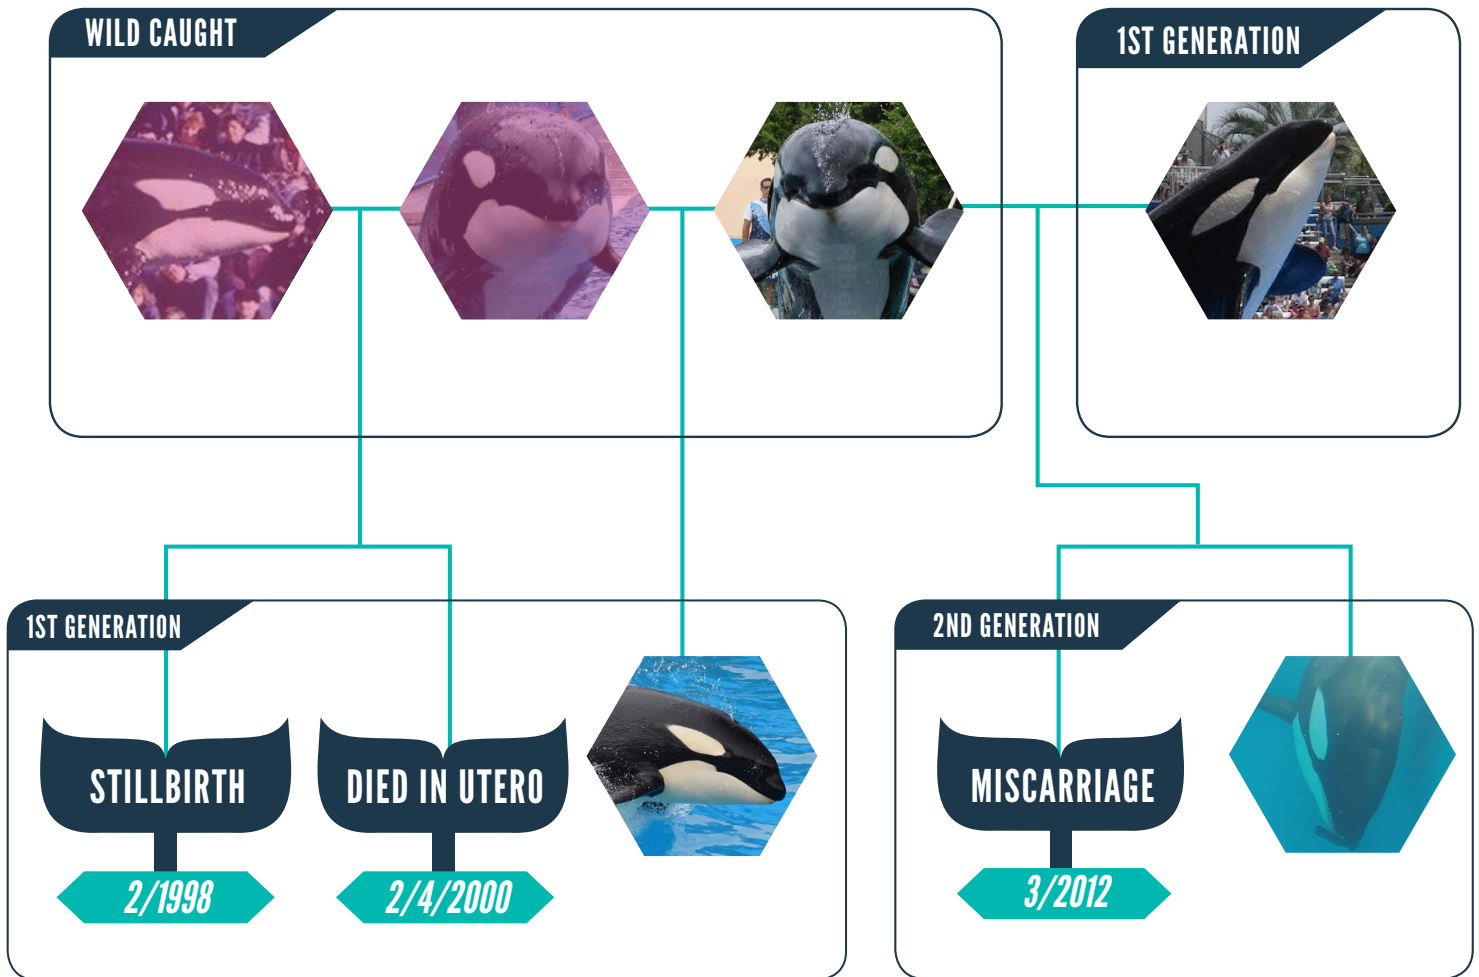 WILD CAUGHT
1ST GENERATION
1ST GENERATION
2ND GENERATION
STILLBIRTH
DIED IN UTERO
MISCARRIAGE
2/1998
2/4/2000
3/2012